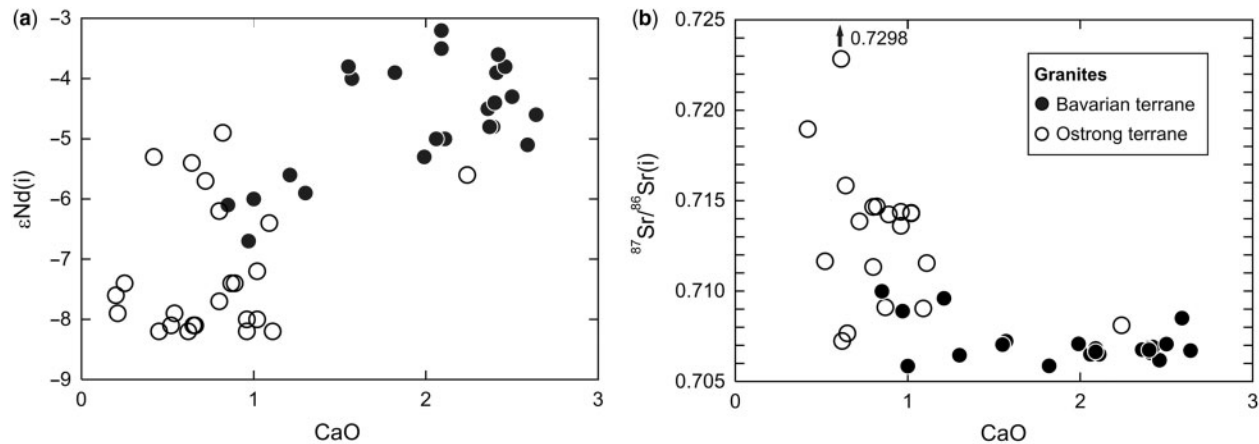 (a)
−3
−4
−5
−6
−7
−8
−9
εNd(i)
0
1
2
3
CaO
(b)
0.725
0.720
0.715
0.710
0.705
⁸⁷Sr/⁸⁶Sr(i)
0.7298
Granites
Bavarian terrane
Ostrong terrane
0
1
2
3
CaO